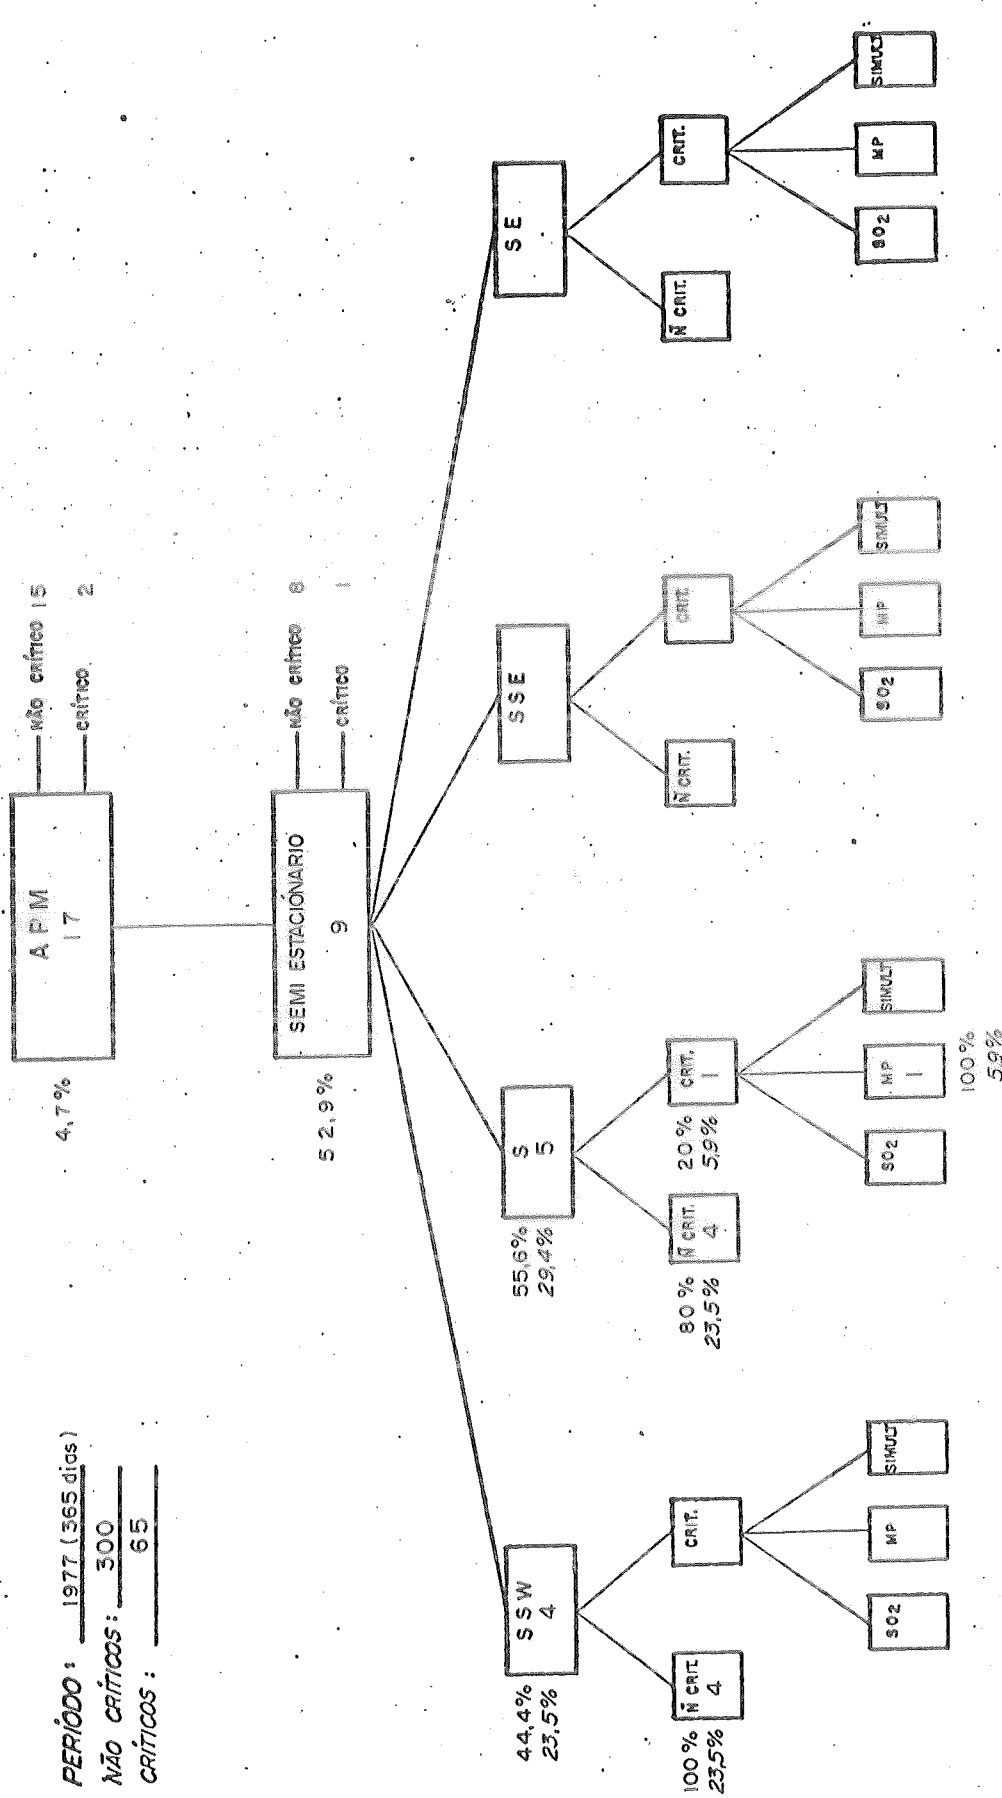 PERÍODO: 1977 (365 dias)
NÃO CRÍTICOS: 300
CRÍTICOS: 65
4,7%
A P M
17
NÃO CRÍTICO 15
CRÍTICO 2
52,9%
SEMI ESTACIONÁRIO
9
NÃO CRÍTICO 8
CRÍTICO 1
44,4%
23,5%
SSW
4
55,6%
29,4%
S
5
SSE
SE
100%
23,5%
Ñ CRIT.
4
CRIT.
80%
23,5%
Ñ CRIT.
4
20%
5,9%
CRIT.
1
Ñ CRIT.
CRIT.
Ñ CRIT.
CRIT.
SO2
MP
SIMULT
SO2
MP
1
SIMULT
SO2
MP
SIMULT
SO2
MP
SIMULT
100%
5,9%